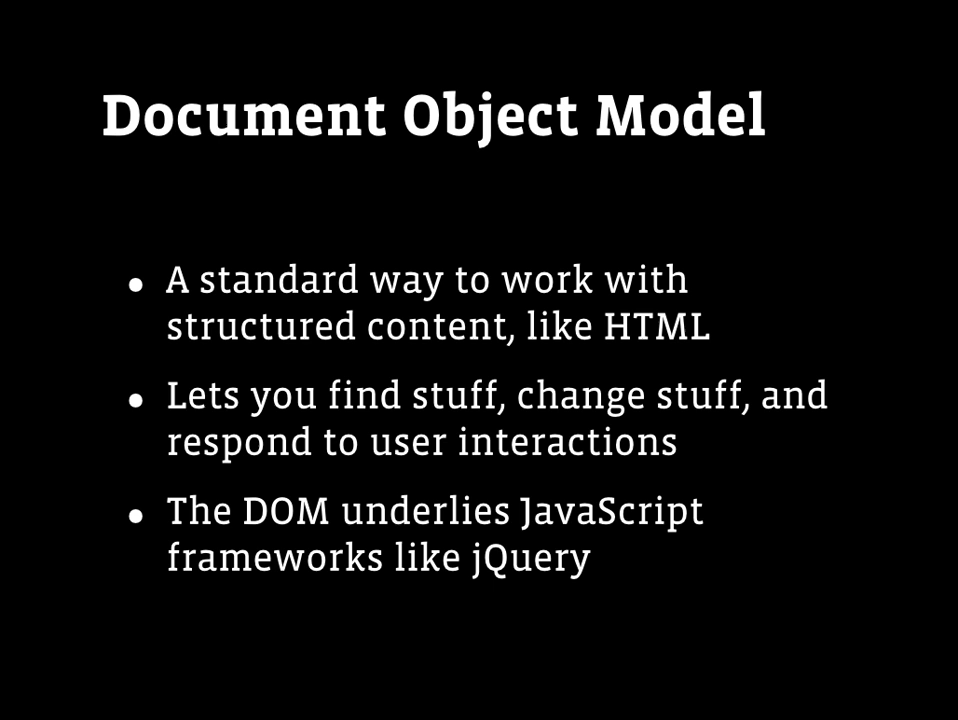 Document Object Model
• A standard way to work with
structured content, like HTML
• Lets you find stuff, change stuff, and
respond to user interactions
• The DOM underlies JavaScript
frameworks like jQuery